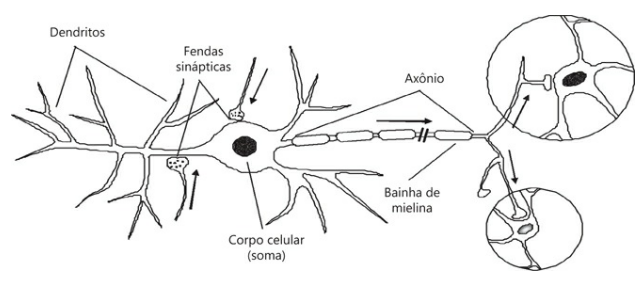 Dendritos
Fendas
sinápticas
Axônio
Bainha de
mielina
Corpo celular
(soma)